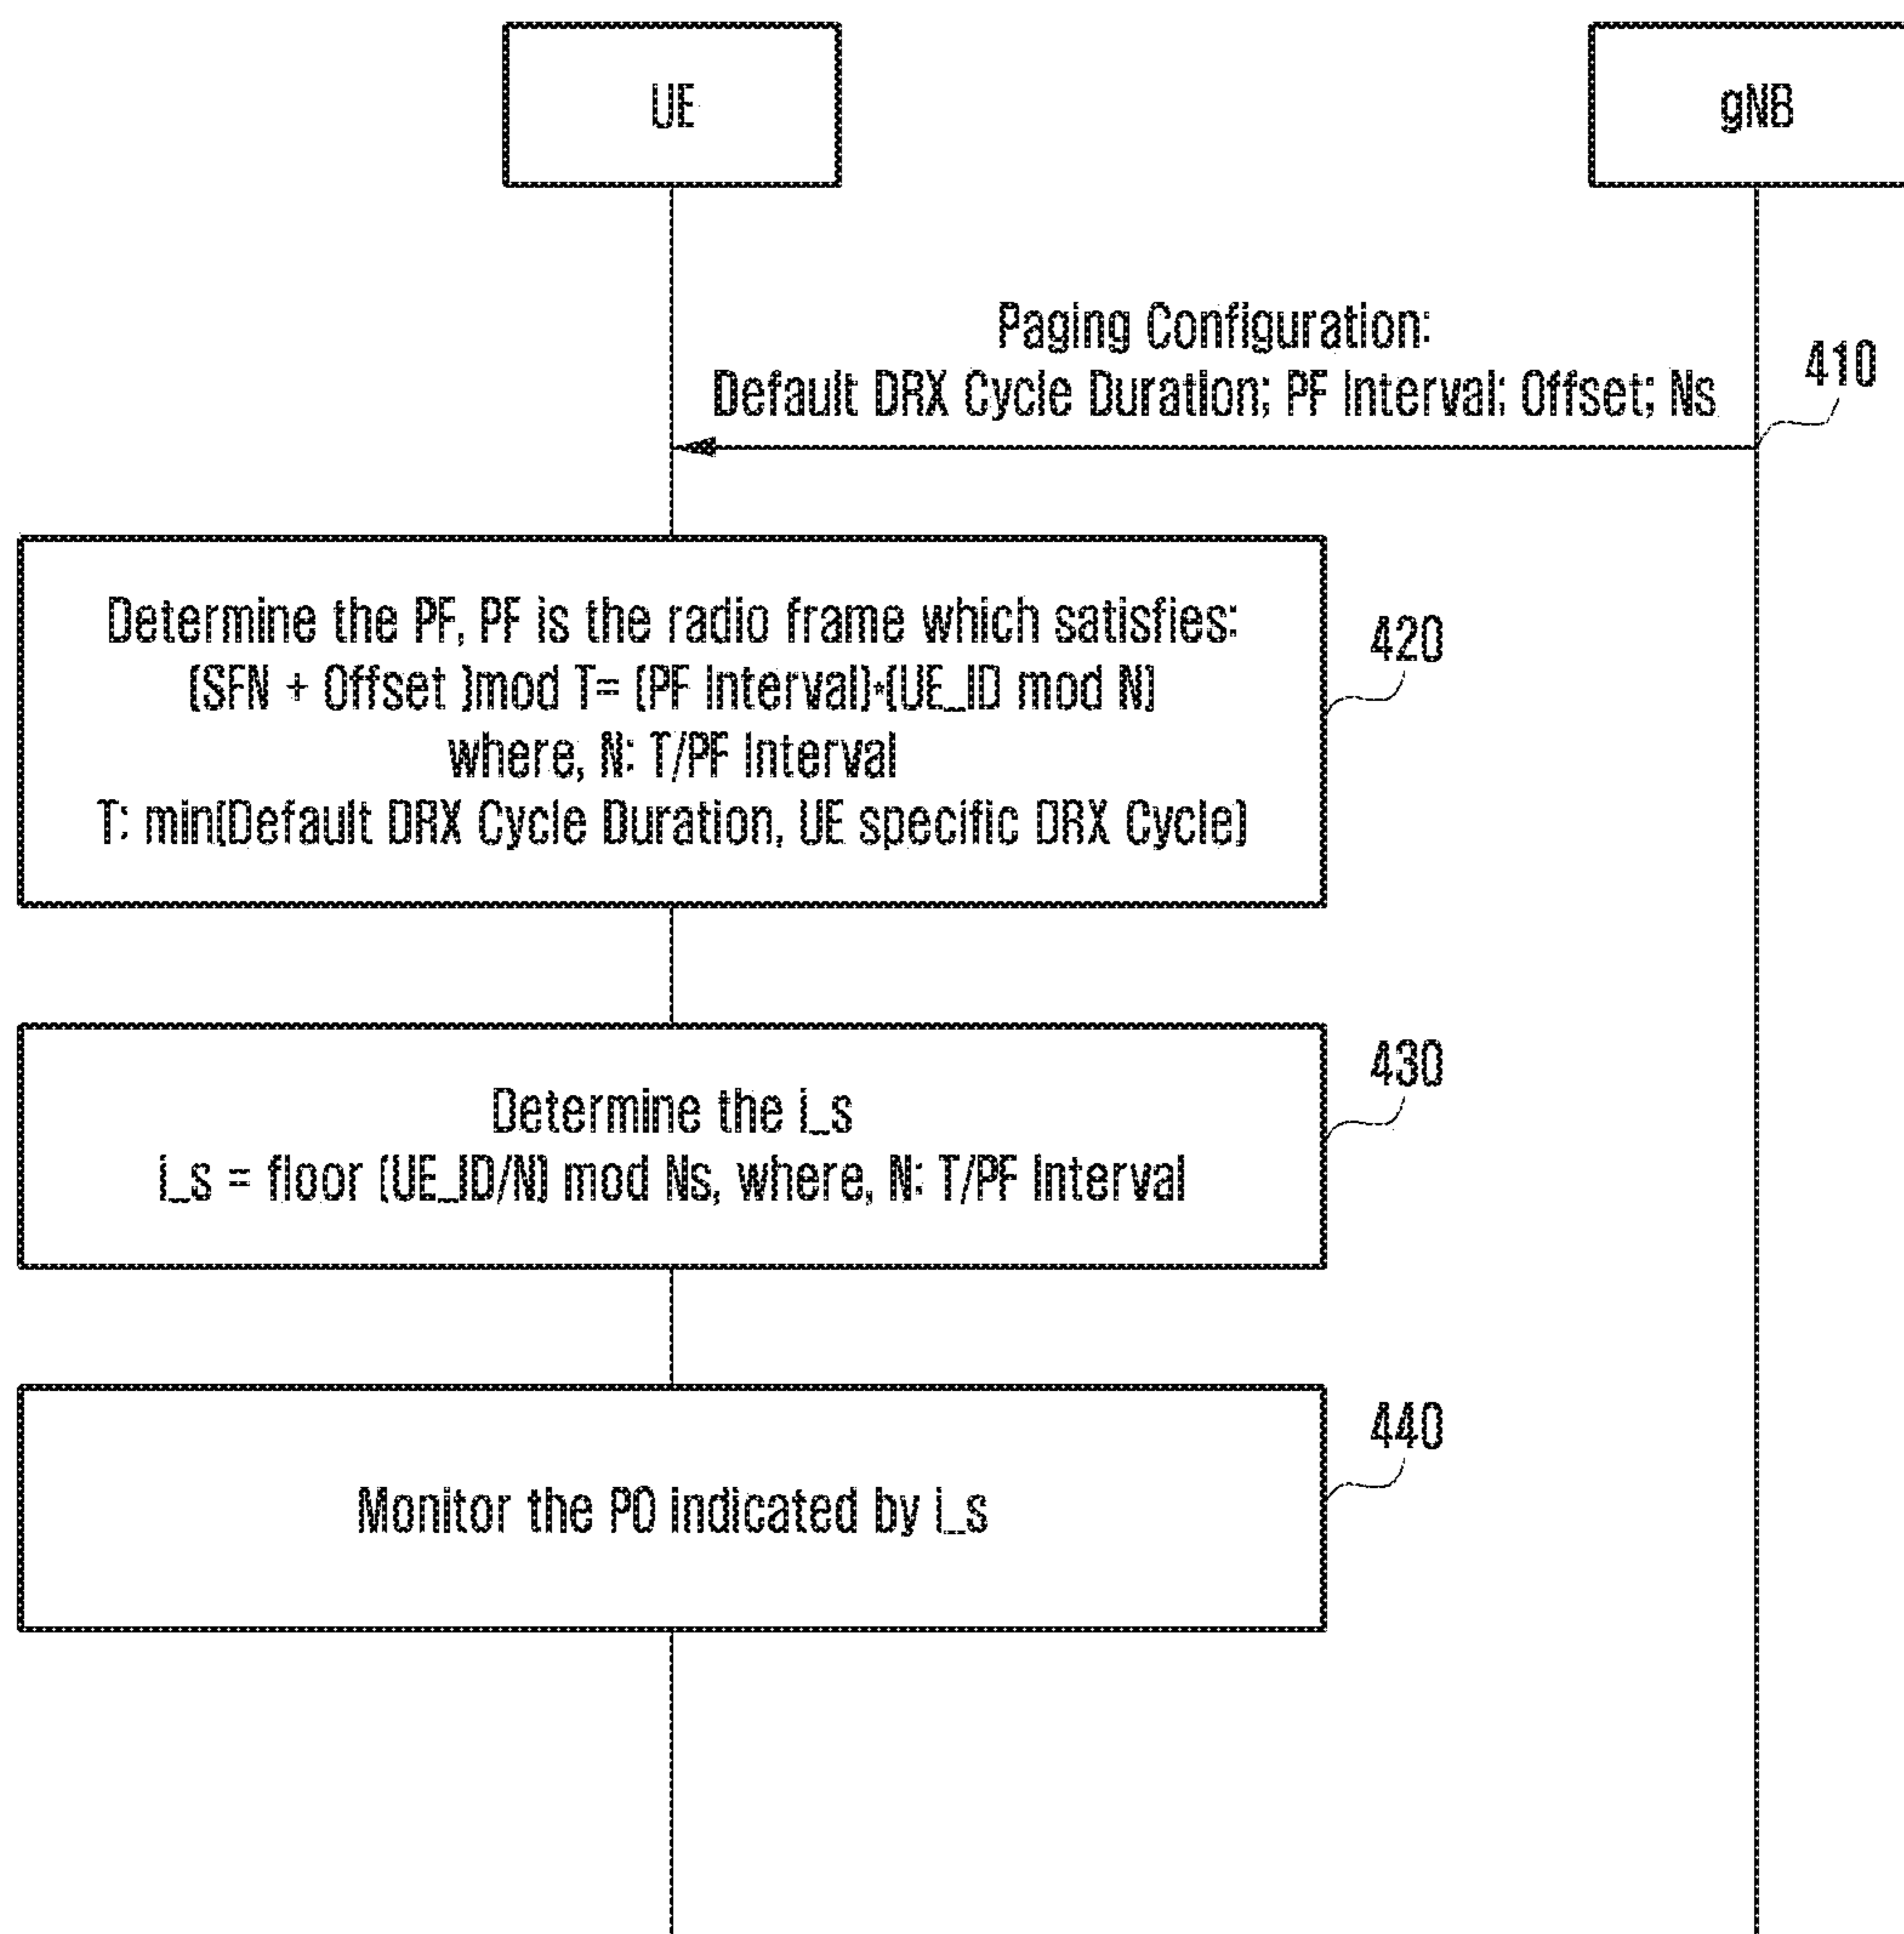 UE
gNB
Paging Configuration:
Default DRX Cycle Duration; PF Interval; Offset; Ns
410
Determine the PF, PF is the radio frame which satisfies:
(SFN + Offset )mod T= (PF Interval)*(UE_ID mod N)
where, N: T/PF Interval
T: min(Default DRX Cycle Duration, UE specific DRX Cycle)
420
Determine the i_s
i_s = floor (UE_ID/N) mod Ns, where, N: T/PF Interval
430
Monitor the PO indicated by i_s
440